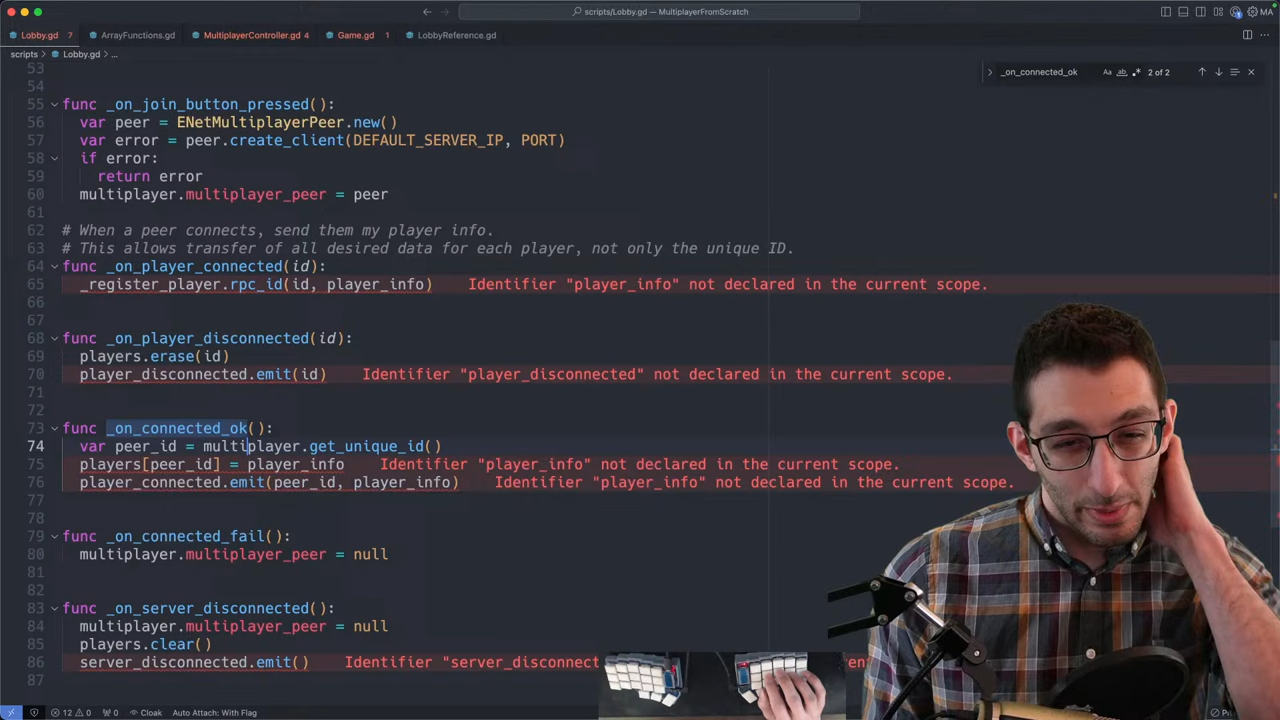 scripts/Lobby.gd — MultiplayerFromScratch
MA
Lobby.gd 7
ArrayFunctions.gd
MultiplayerController.gd 4
Game.gd 1
LobbyReference.gd
scripts > Lobby.gd > ...
_on_connected_ok
Aa
ab
2 of 2
53
54
55 func _on_join_button_pressed():
56 var peer = ENetMultiplayerPeer.new()
57 var error = peer.create_client(DEFAULT_SERVER_IP, PORT)
58 if error:
59 return error
60 multiplayer.multiplayer_peer = peer
61
62 # When a peer connects, send them my player info.
63 # This allows transfer of all desired data for each player, not only the unique ID.
64 func _on_player_connected(id):
65 _register_player.rpc_id(id, player_info) Identifier "player_info" not declared in the current scope.
66
67
68 func _on_player_disconnected(id):
69 players.erase(id)
70 player_disconnected.emit(id) Identifier "player_disconnected" not declared in the current scope.
71
72
73 func _on_connected_ok():
74 var peer_id = multiplayer.get_unique_id()
75 players[peer_id] = player_info Identifier "player_info" not declared in the current scope.
76 player_connected.emit(peer_id, player_info) Identifier "player_info" not declared in the current scope.
77
78
79 func _on_connected_fail():
80 multiplayer.multiplayer_peer = null
81
82
83 func _on_server_disconnected():
84 multiplayer.multiplayer_peer = null
85 players.clear()
86 server_disconnected.emit() Identifier "server_disconnect
87
12 0
0
Cloak
Auto Attach: With Flag